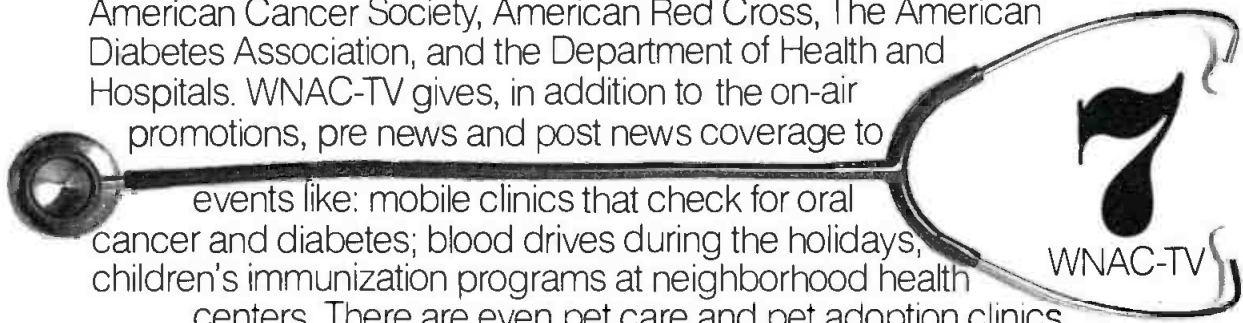 American Cancer Society, American Red Cross, The American
Diabetes Association, and the Department of Health and
Hospitals. WNAC-TV gives, in addition to the on-air
promotions, pre news and post news coverage to
events like: mobile clinics that check for oral
cancer and diabetes; blood drives during the holidays,
children's immunization programs at neighborhood health
centers. There are even pet care and pet adoption clinics
7
WNAC-TV